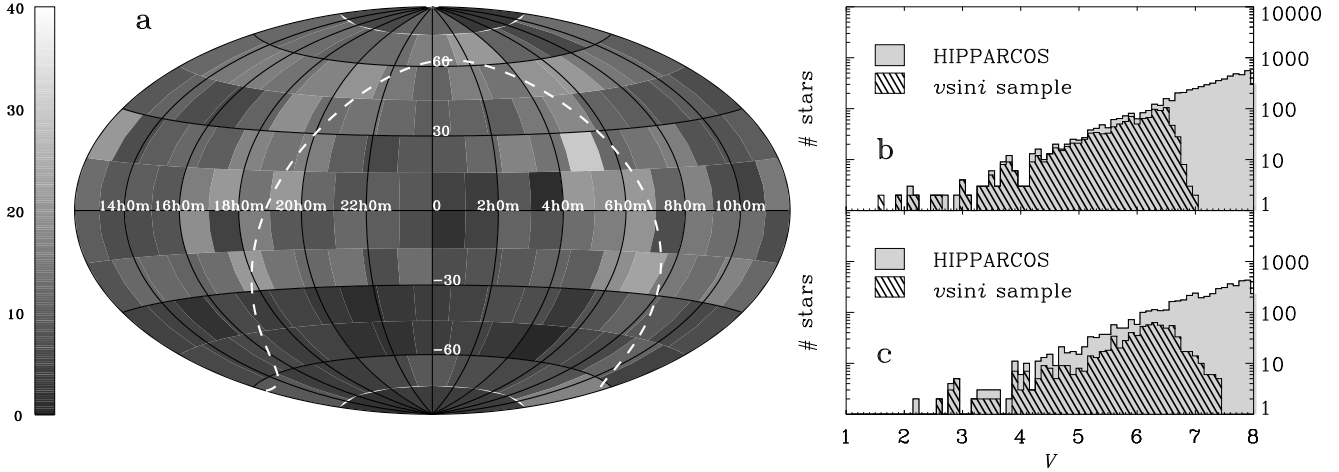 40
30
20
10
0
a
60
30
14h0m 16h0m 18h0m 20h0m 22h0m 0 2h0m 4h0m 6h0m 8h0m 10h0m
−30
−60
HIPPARCOS
vsini sample
b
# stars
10000
1000
100
10
1
HIPPARCOS
vsini sample
c
# stars
1000
100
10
1
1 2 3 4 5 6 7 8
V